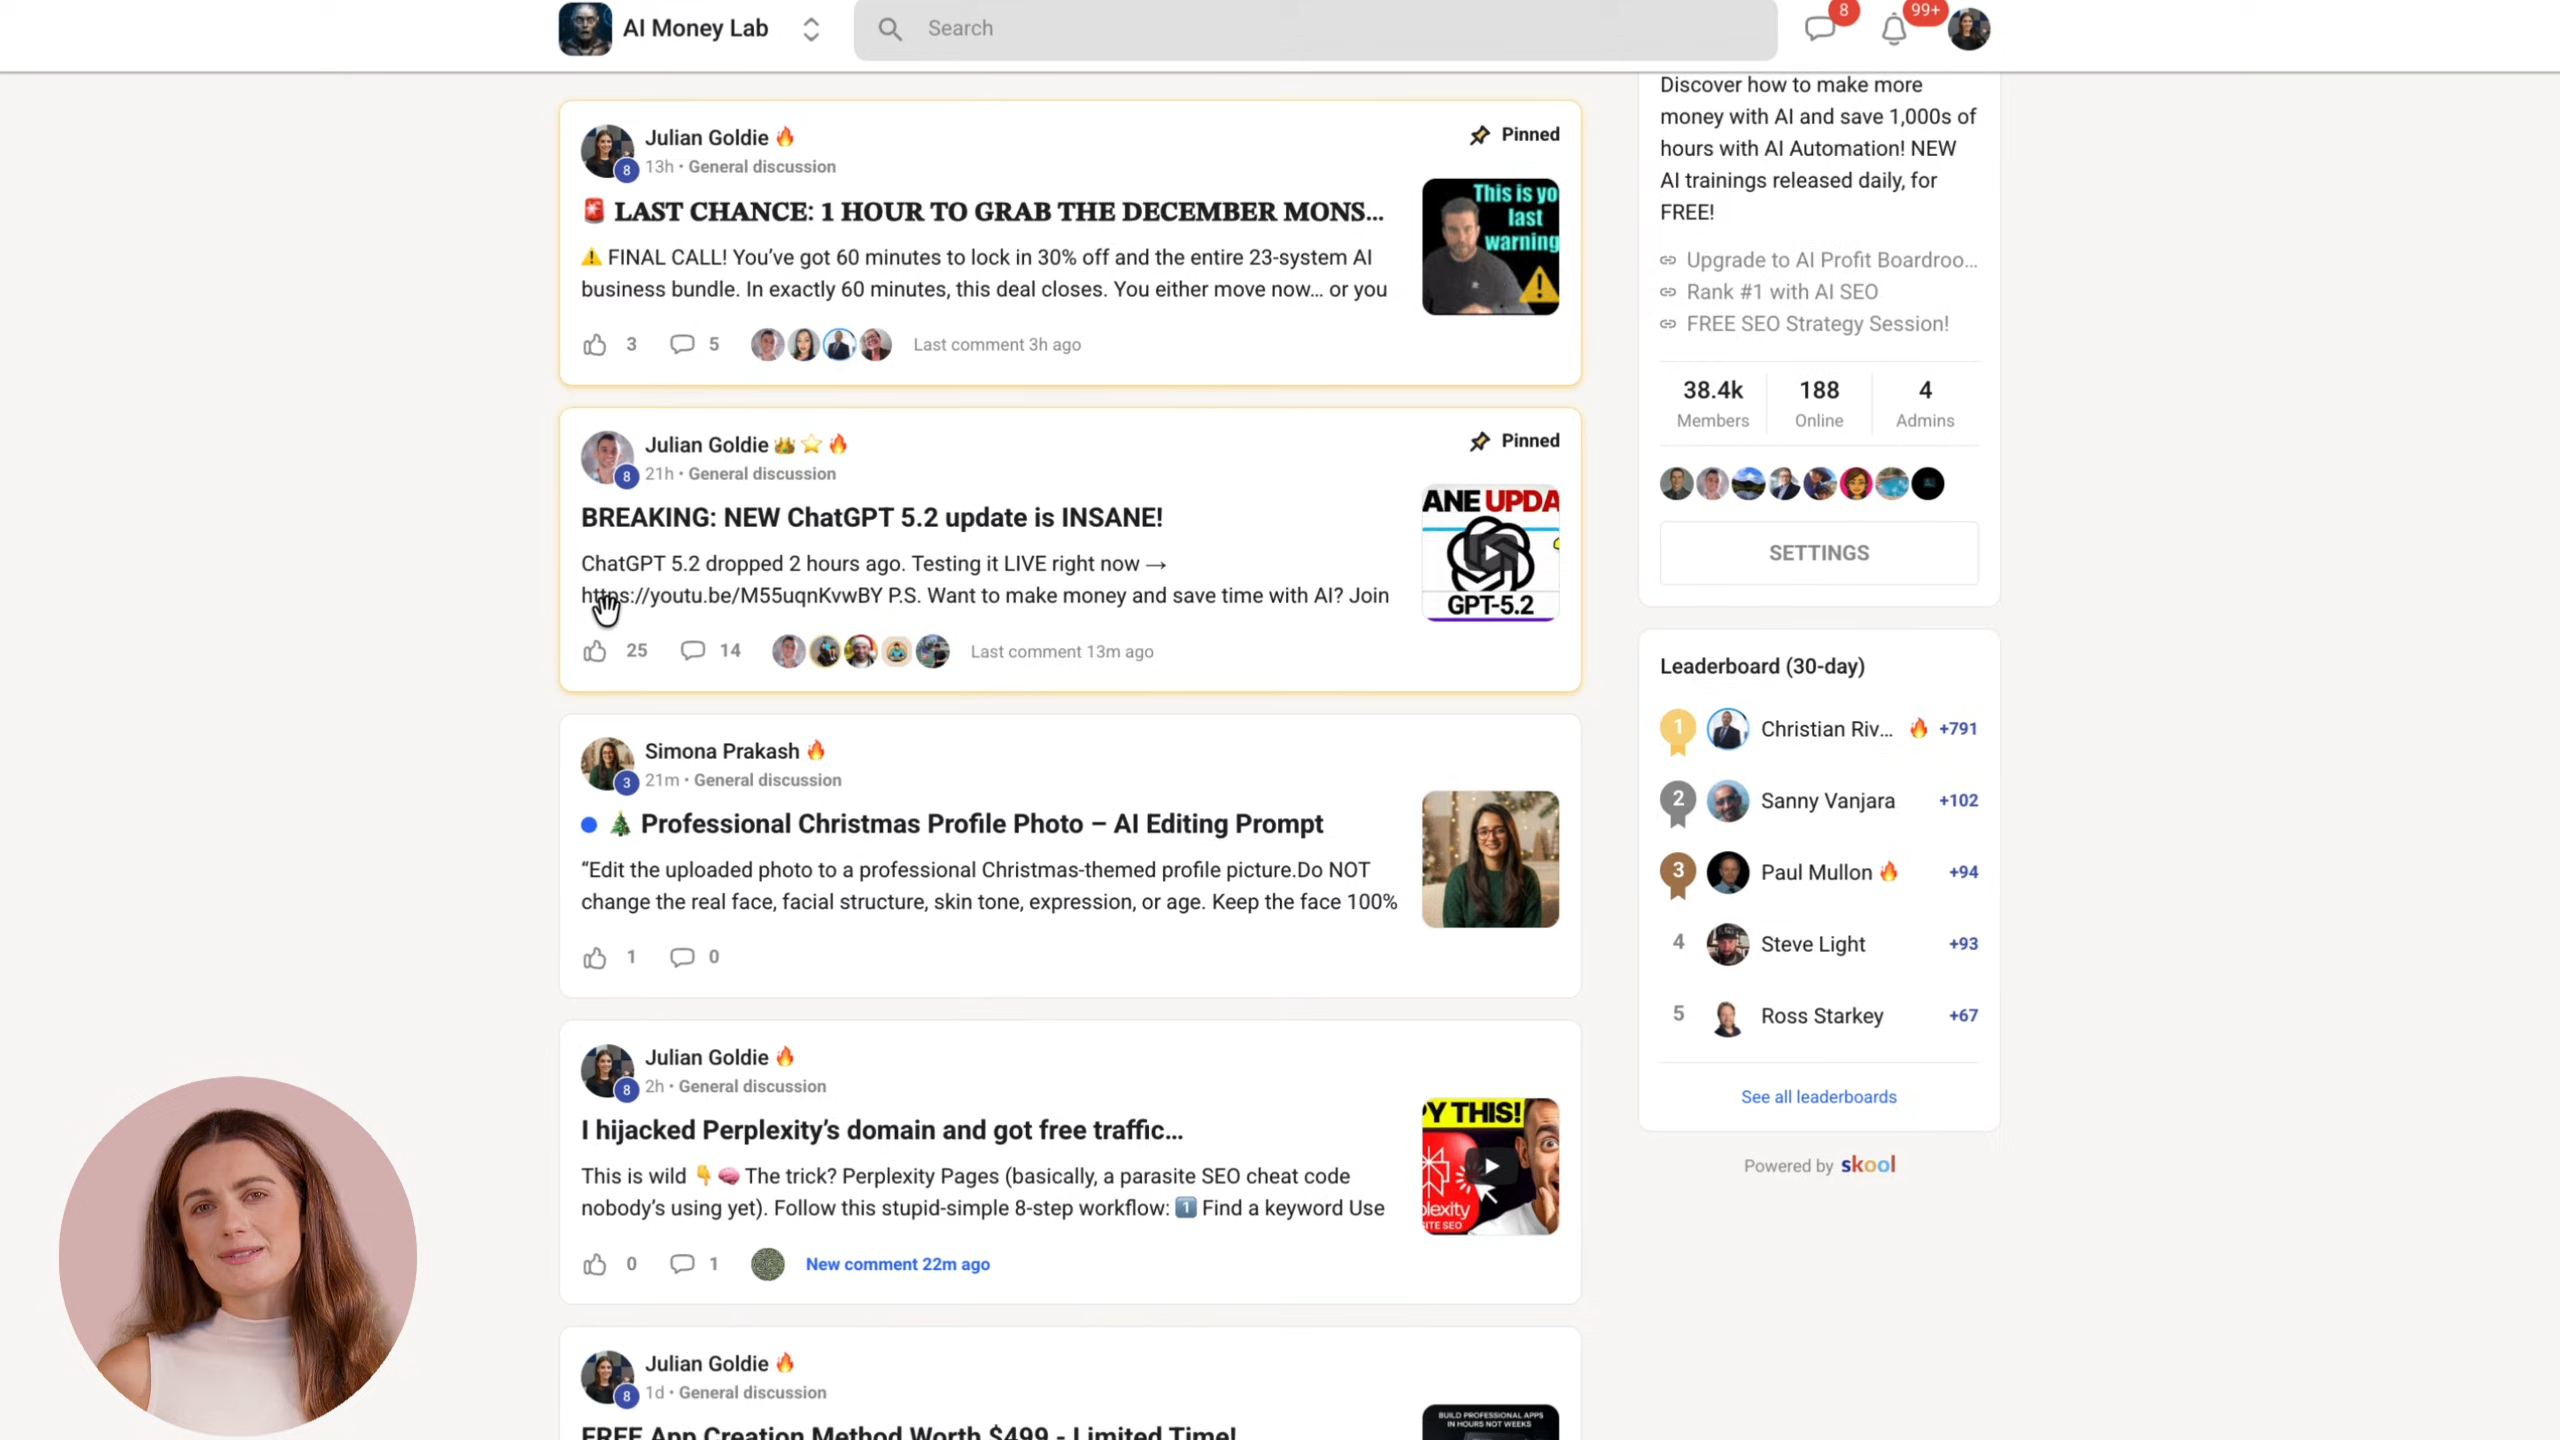 AI Money Lab
Search
8
99+
Julian Goldie 🔥
8
13h • General discussion
Pinned
🚨 LAST CHANCE: 1 HOUR TO GRAB THE DECEMBER MONS...
⚠️ FINAL CALL! You've got 60 minutes to lock in 30% off and the entire 23-system AI
business bundle. In exactly 60 minutes, this deal closes. You either move now... or you
This is yo
last
warning
3
5
Last comment 3h ago
Julian Goldie 👑⭐🔥
8
21h • General discussion
Pinned
BREAKING: NEW ChatGPT 5.2 update is INSANE!
ChatGPT 5.2 dropped 2 hours ago. Testing it LIVE right now →
https://youtu.be/M55uqnKvwBY P.S. Want to make money and save time with AI? Join
ANE UPDA
GPT-5.2
25
14
Last comment 13m ago
Simona Prakash 🔥
3
21m • General discussion
🎄 Professional Christmas Profile Photo – AI Editing Prompt
“Edit the uploaded photo to a professional Christmas-themed profile picture.Do NOT
change the real face, facial structure, skin tone, expression, or age. Keep the face 100%
1
0
Julian Goldie 🔥
8
2h • General discussion
I hijacked Perplexity’s domain and got free traffic...
This is wild 👇🧠 The trick? Perplexity Pages (basically, a parasite SEO cheat code
nobody’s using yet). Follow this stupid-simple 8-step workflow: 1️⃣ Find a keyword Use
PY THIS!
plexity
ITE SEO
0
1
New comment 22m ago
Julian Goldie 🔥
8
1d • General discussion
FREE App Creation Method Worth $499 - Limited Time!
BUILD PROFESSIONAL APPS
IN HOURS NOT WEEKS
Discover how to make more
money with AI and save 1,000s of
hours with AI Automation! NEW
AI trainings released daily, for
FREE!
Upgrade to AI Profit Boardroo...
Rank #1 with AI SEO
FREE SEO Strategy Session!
38.4k
Members
188
Online
4
Admins
SETTINGS
Leaderboard (30-day)
1
Christian Riv... 🔥 +791
2
Sanny Vanjara +102
3
Paul Mullon 🔥 +94
4
Steve Light +93
5
Ross Starkey +67
See all leaderboards
Powered by skool